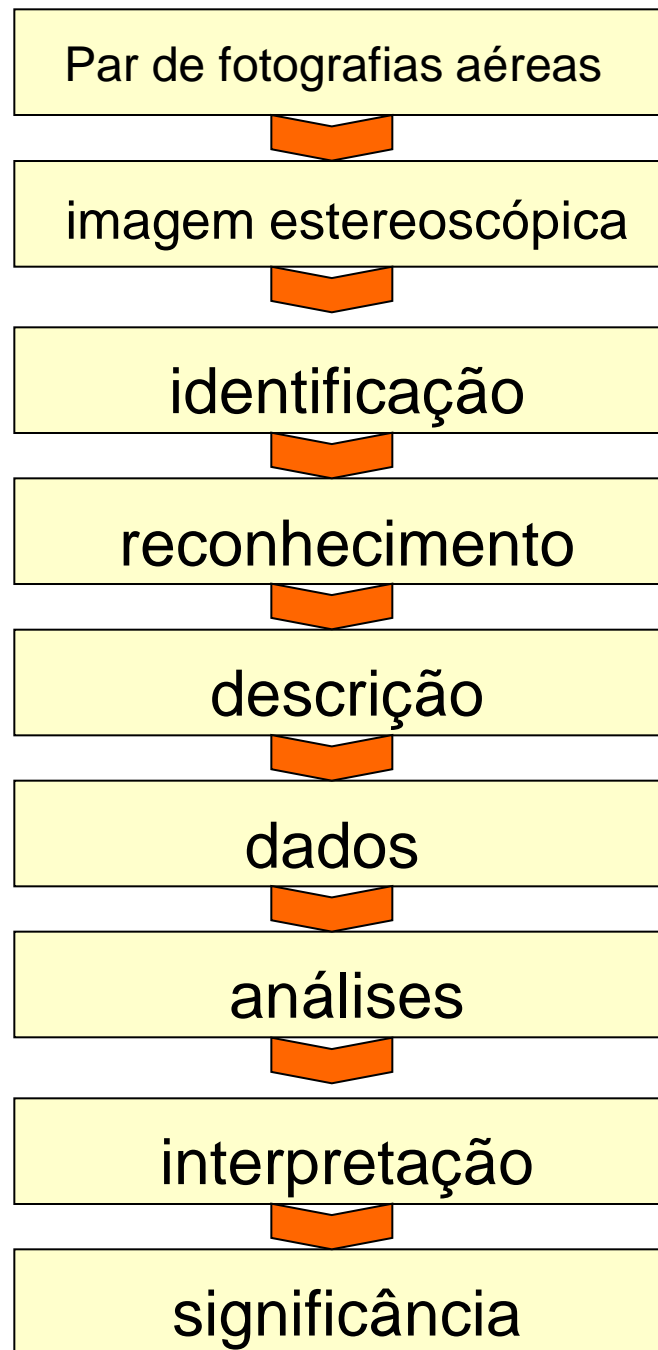 Par de fotografias aéreas
imagem estereoscópica
identificação
reconhecimento
descrição
dados
análises
interpretação
significância